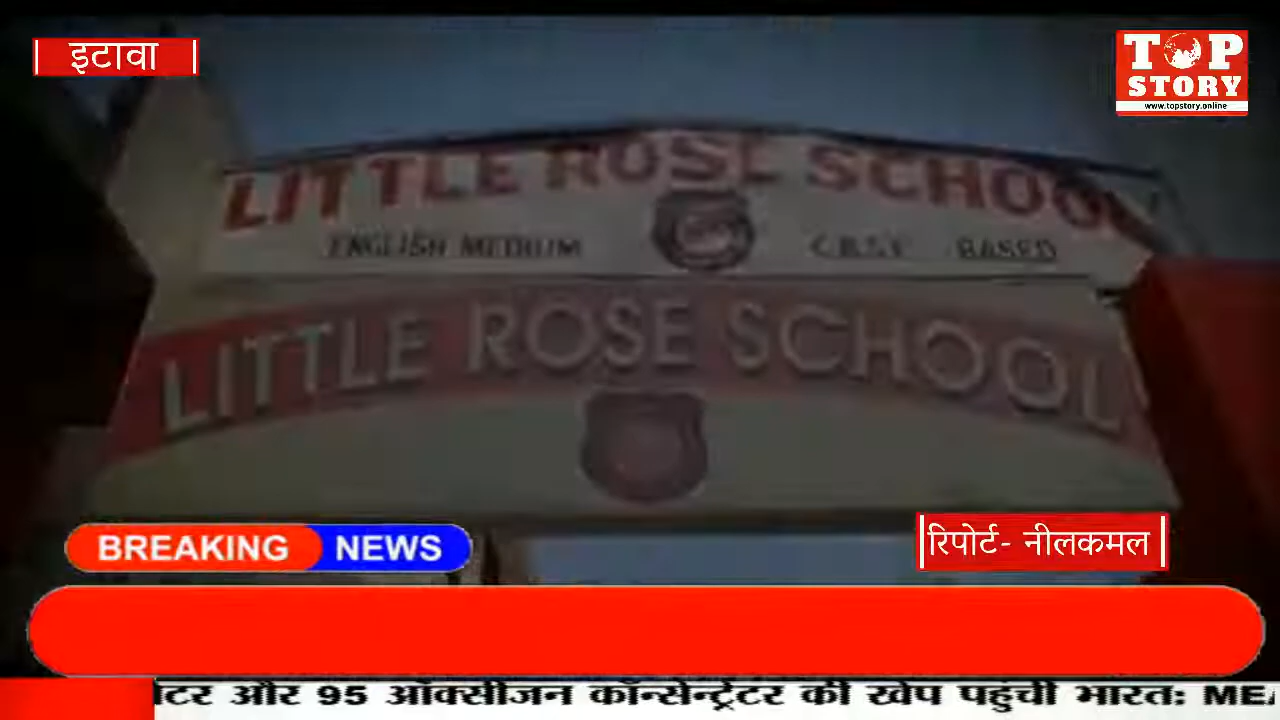 इटावा
TOP
STORY
www.topstory.online
LITTLE ROSE SCHOOL
ENGLISH MEDIUM C.B.S.E BASED
LITTLE ROSE SCHOOL
BREAKING NEWS
रिपोर्ट- नीलकमल
और 95 ऑक्सीजन कॉन्सेन्ट्रेटर की खेप पहुंची भारत: